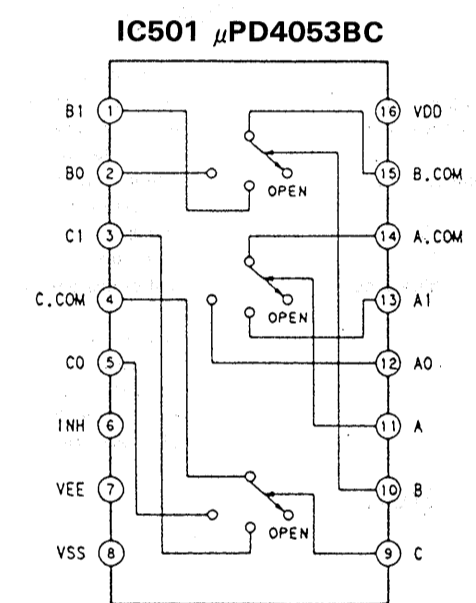 IC501 μPD4053BC
B1 1 16 VDD
B0 2 15 B.COM
OPEN
C1 3 14 A.COM
C.COM 4 13 A1
OPEN
C0 5 12 A0
INH 6 11 A
VEE 7 10 B
OPEN
VSS 8 9 C